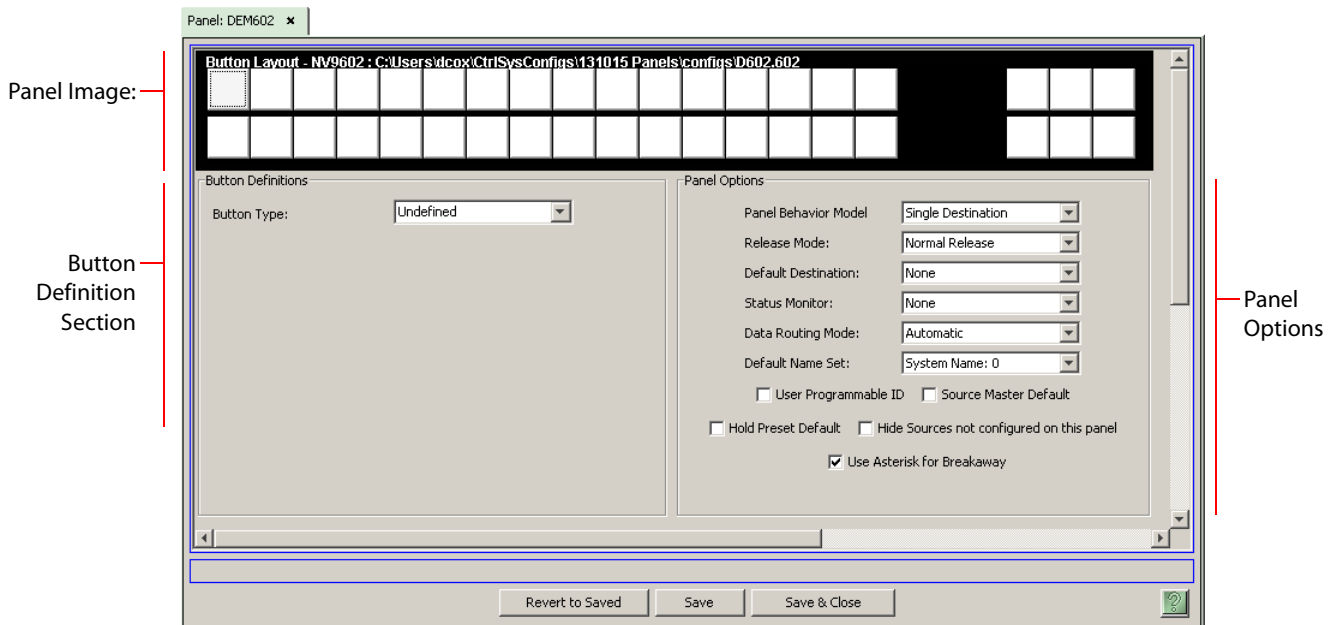 Panel: DEM602 ×
Button Layout - NV9602 : C:\Users\dcox\CtrlSysConfigs\131015 Panels\configs\D602.602
Panel Image:
Button Definitions
Button Type: Undefined
Button
Definition
Section
Panel Options
Panel Behavior Model Single Destination
Release Mode: Normal Release
Default Destination: None
Status Monitor: None
Data Routing Mode: Automatic
Default Name Set: System Name: 0
User Programmable ID Source Master Default
Hold Preset Default Hide Sources not configured on this panel
Use Asterisk for Breakaway
Panel
Options
Revert to Saved Save Save & Close ?